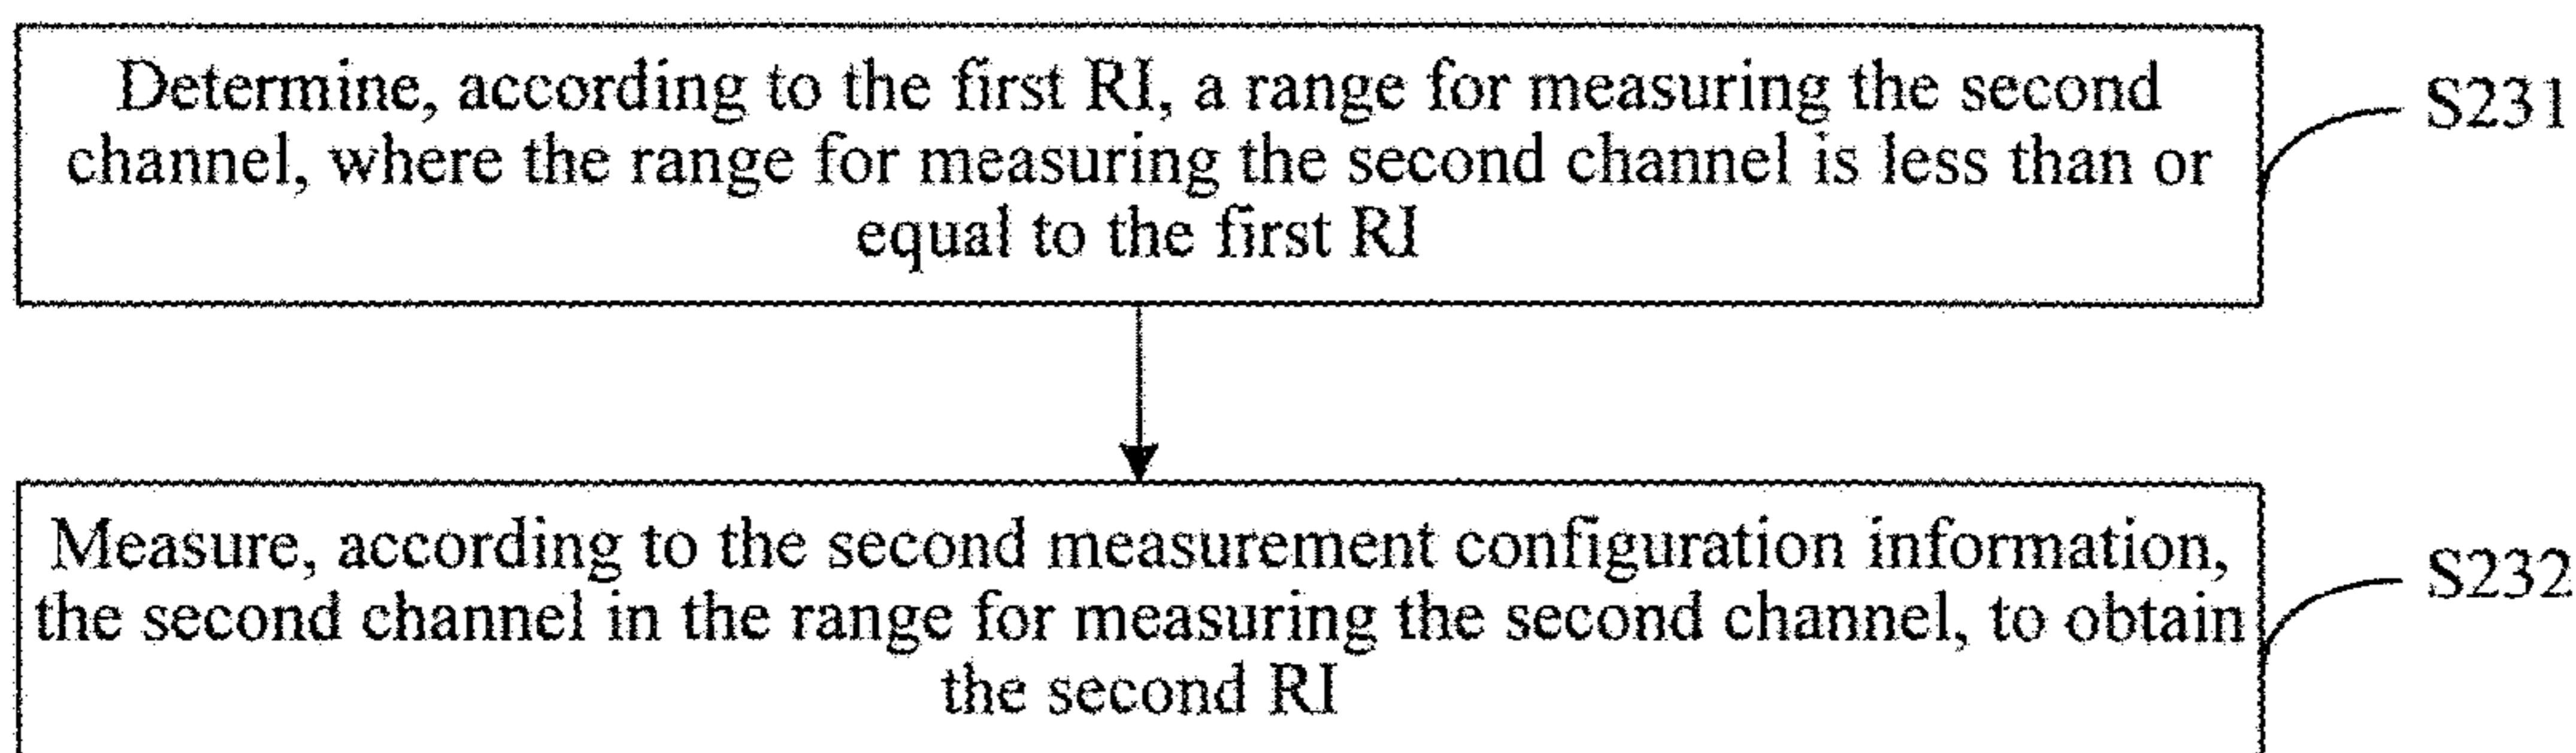 Determine, according to the first RI, a range for measuring the second
channel, where the range for measuring the second channel is less than or
equal to the first RI
S231
Measure, according to the second measurement configuration information,
the second channel in the range for measuring the second channel, to obtain
the second RI
S232